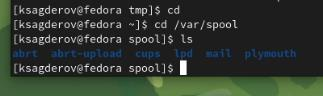 [ksagderov@fedora tmp]$ cd
[ksagderov@fedora ~]$ cd /var/spool
[ksagderov@fedora spool]$ ls
abrt  abrt-upload  cups  lpd  mail  plymouth
[ksagderov@fedora spool]$